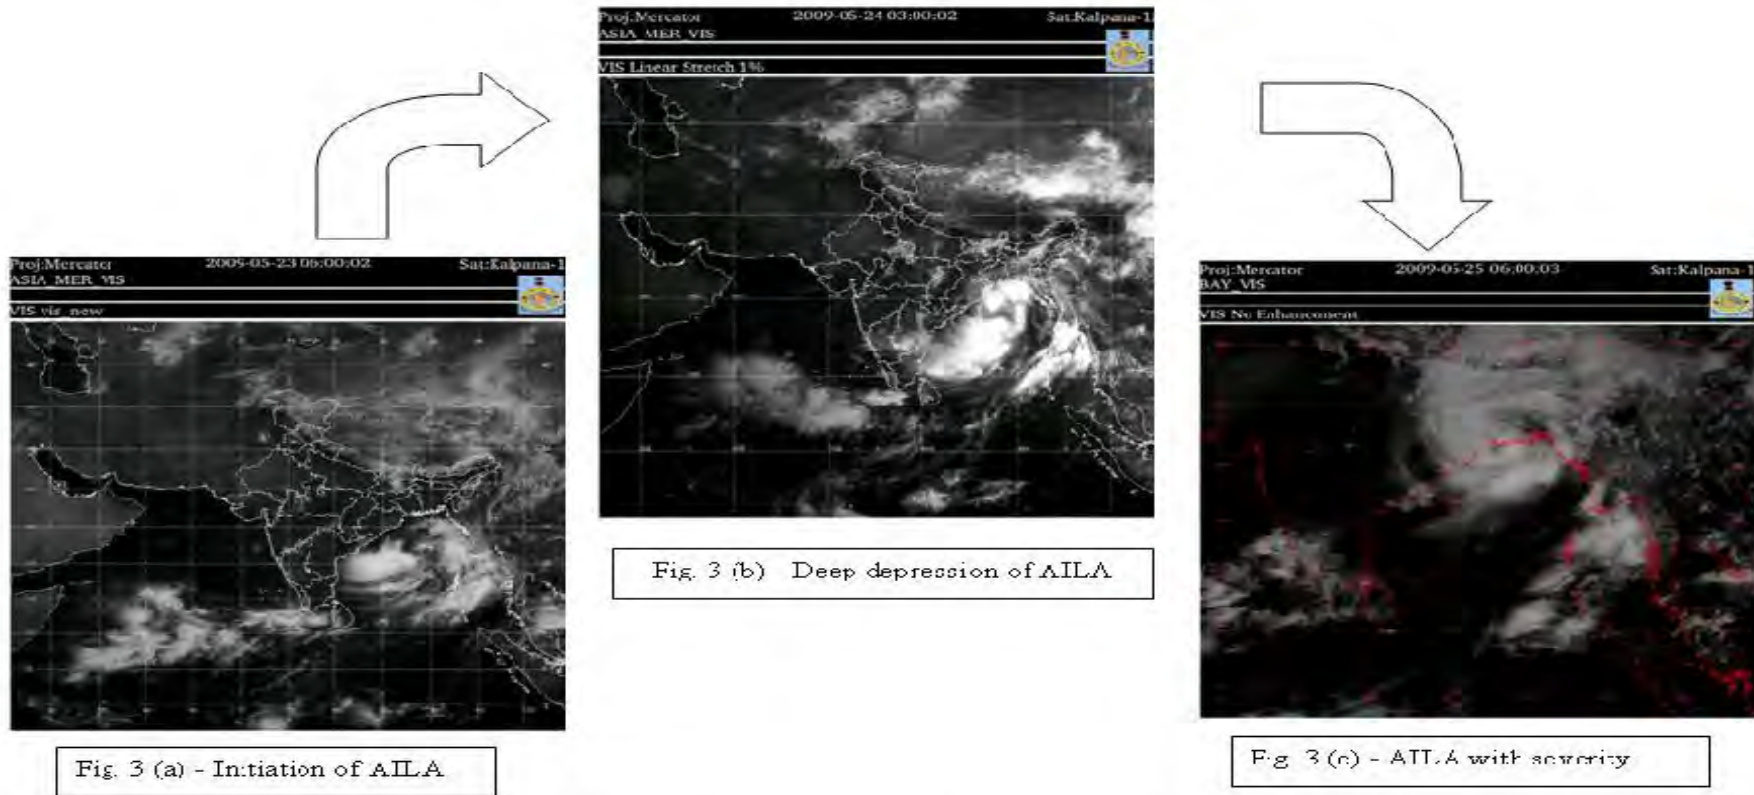 Proj:Mercator 2009-05-23 06:00:02 Sat:Kalpana-1
ASIA_MER_VIS
VIS vis_new
Fig. 3 (a) - Initiation of AILA
Proj.Mercator 2009-05-24 03:00:02 Sat:Kalpana-1
ASIA_MER_VIS
VIS Linear Stretch 1%
Fig. 3 (b) Deep depression of AILA
Proj:Mercator 2009-05-25 06:00:03 Sat:Kalpana-1
BAY_VIS
VIS No Enhancement
Fig. 3 (c) - AILA with severity